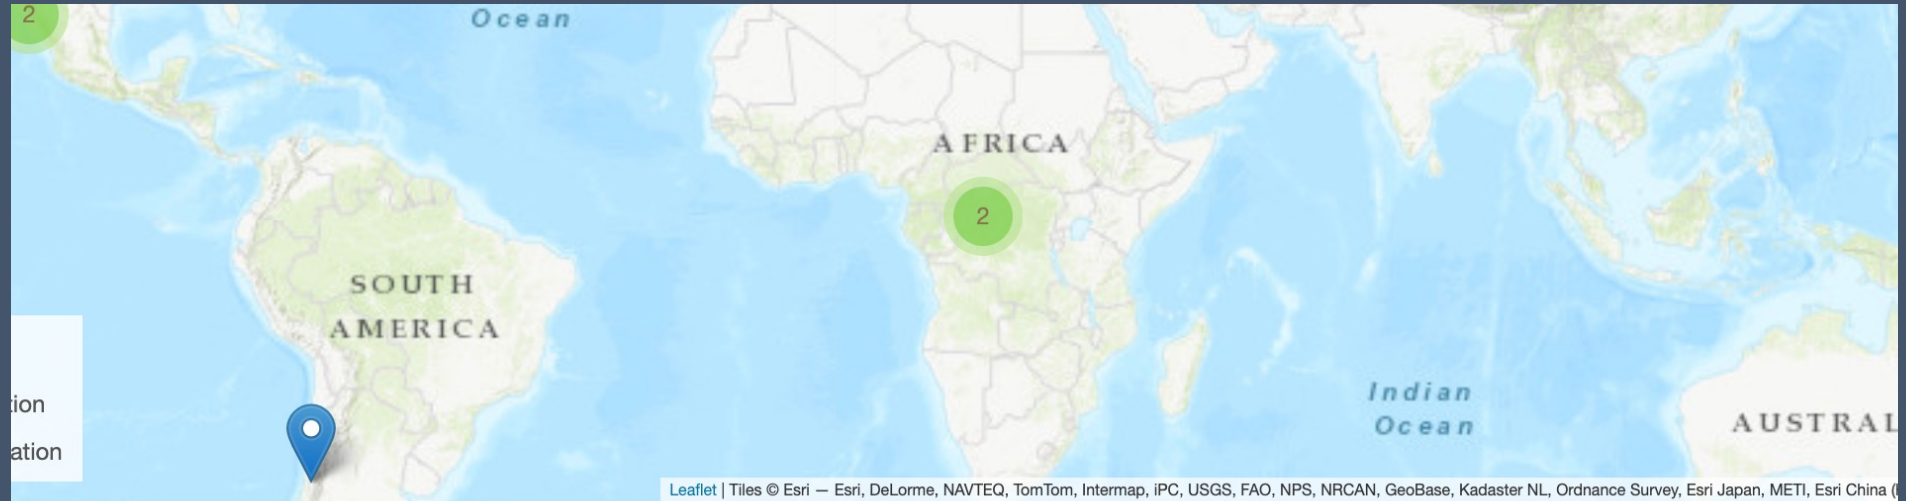 2
Ocean
AFRICA
2
SOUTH
AMERICA
Indian
Ocean
tion
AUSTRAL
ation
Leaflet | Tiles © Esri — Esri, DeLorme, NAVTEQ, TomTom, Intermap, iPC, USGS, FAO, NPS, NRCAN, GeoBase, Kadaster NL, Ordnance Survey, Esri Japan, METI, Esri China (